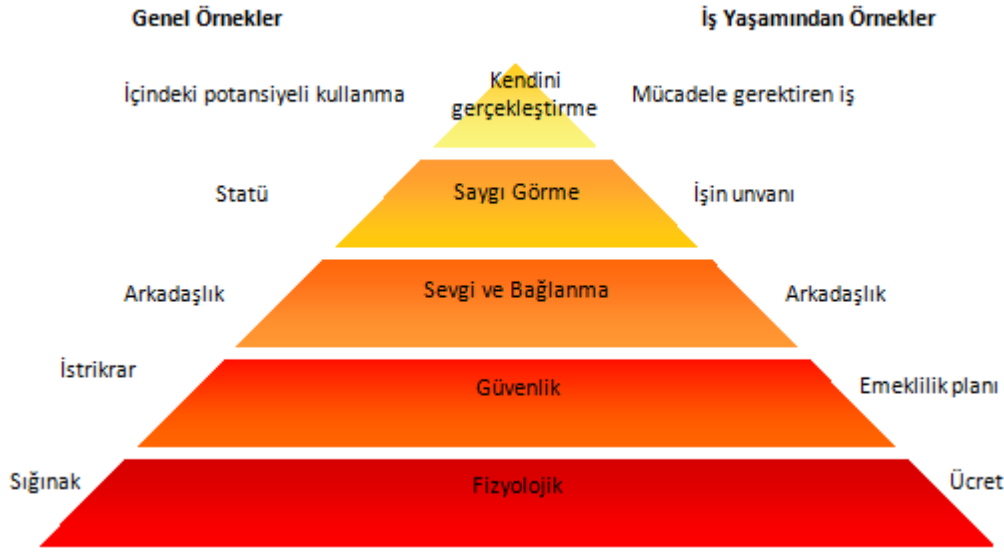 Genel Örnekler
İş Yaşamından Örnekler
İçindeki potansiyeli kullanma
Kendini
gerçekleştirme
Mücadele gerektiren iş
Statü
Saygı Görme
İşin unvanı
Arkadaşlık
Sevgi ve Bağlanma
Arkadaşlık
İstrikrar
Güvenlik
Emeklilik planı
Sığınak
Fizyolojik
Ücret